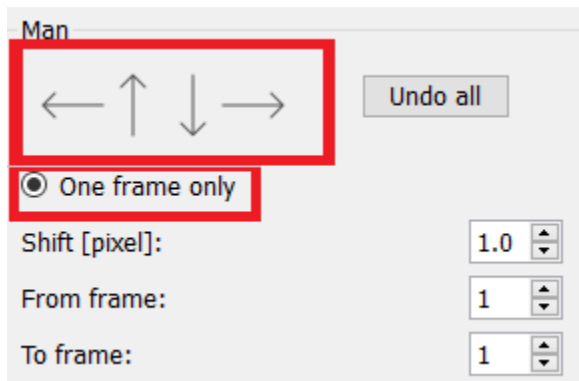 Man
Undo all
One frame only
Shift [pixel]: 1.0
From frame: 1
To frame: 1